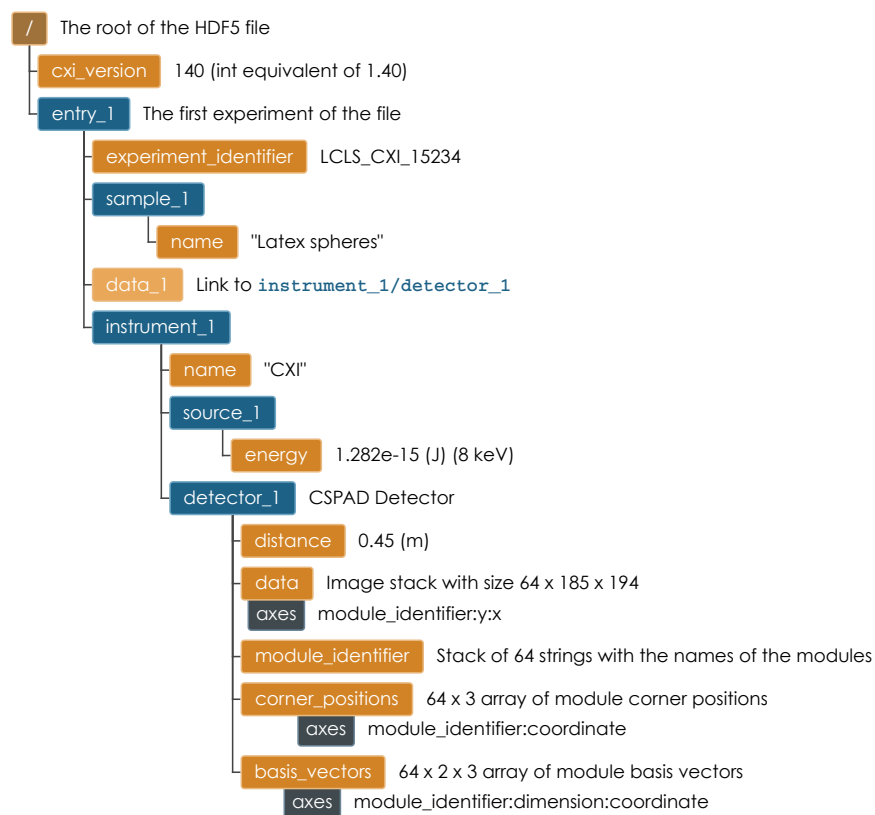 / The root of the HDF5 file
cxi_version 140 (int equivalent of 1.40)
entry_1 The first experiment of the file
experiment_identifier LCLS_CXI_15234
sample_1
name "Latex spheres"
data_1 Link to instrument_1/detector_1
instrument_1
name "CXI"
source_1
energy 1.282e-15 (J) (8 keV)
detector_1 CSPAD Detector
distance 0.45 (m)
data Image stack with size 64 x 185 x 194
axes module_identifier:y:x
module_identifier Stack of 64 strings with the names of the modules
corner_positions 64 x 3 array of module corner positions
axes module_identifier:coordinate
basis_vectors 64 x 2 x 3 array of module basis vectors
axes module_identifier:dimension:coordinate